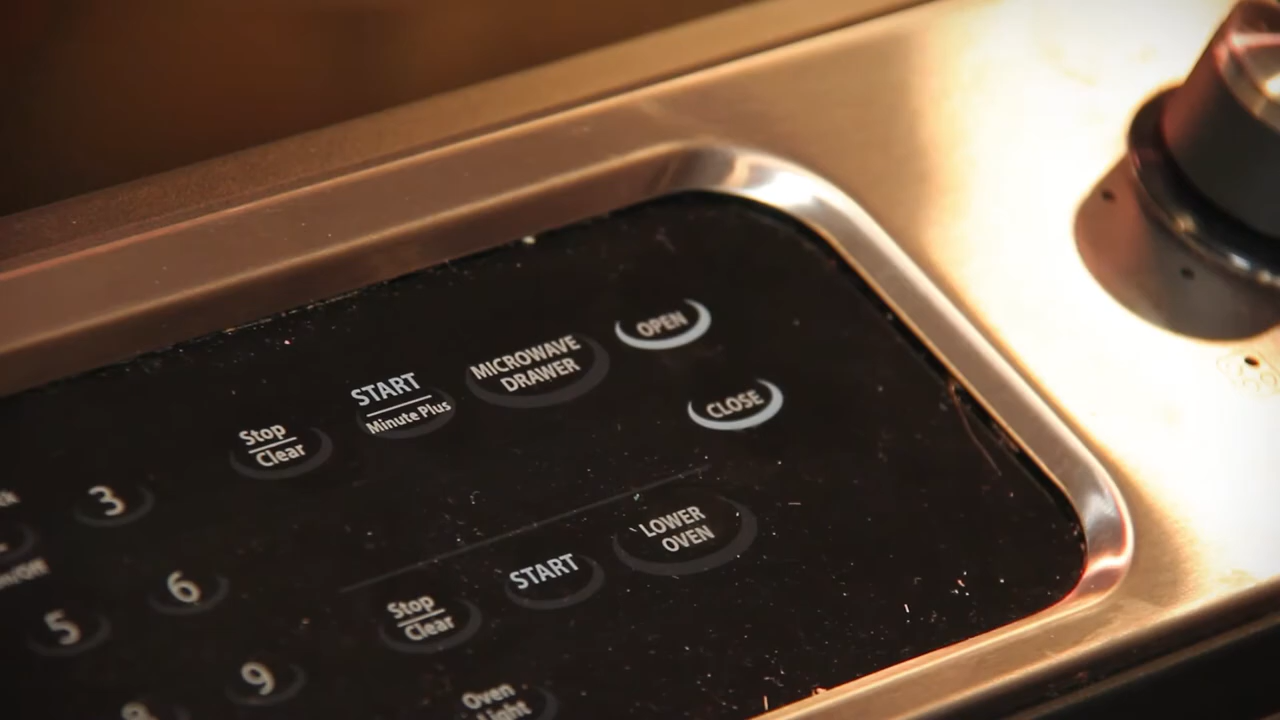 OPEN
MICROWAVE
DRAWER
START
Minute Plus
CLOSE
Stop
Clear
3
LOWER
OVEN
START
6
Stop
Clear
5
9
Oven
Light
8